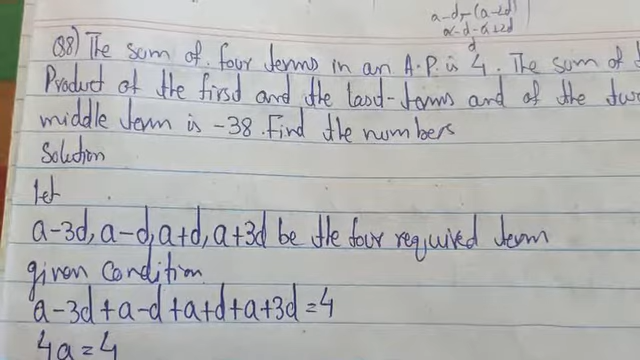 a-d, -(a-2d)
a-d-a+2d
d
Q8) The sum of four terms in an A.P. is 4. The sum of
Product of the first and the last-terms and of the two
middle term is -38. Find the numbers
Solution
let
a-3d, a-d, a+d, a+3d be the four required term
given condition
a-3d+a-d+a+d+a+3d=4
4a=4